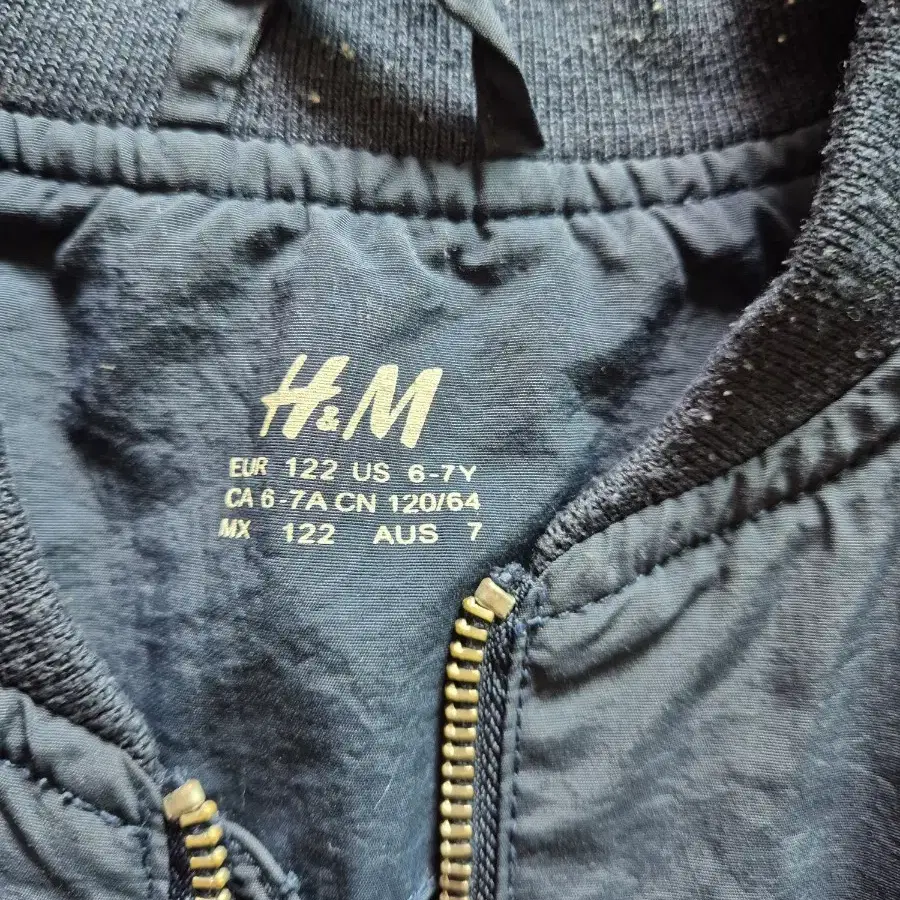 H&M
EUR 122 US 6-7Y
CA 6-7A CN 120/64
MX 122 AUS 7